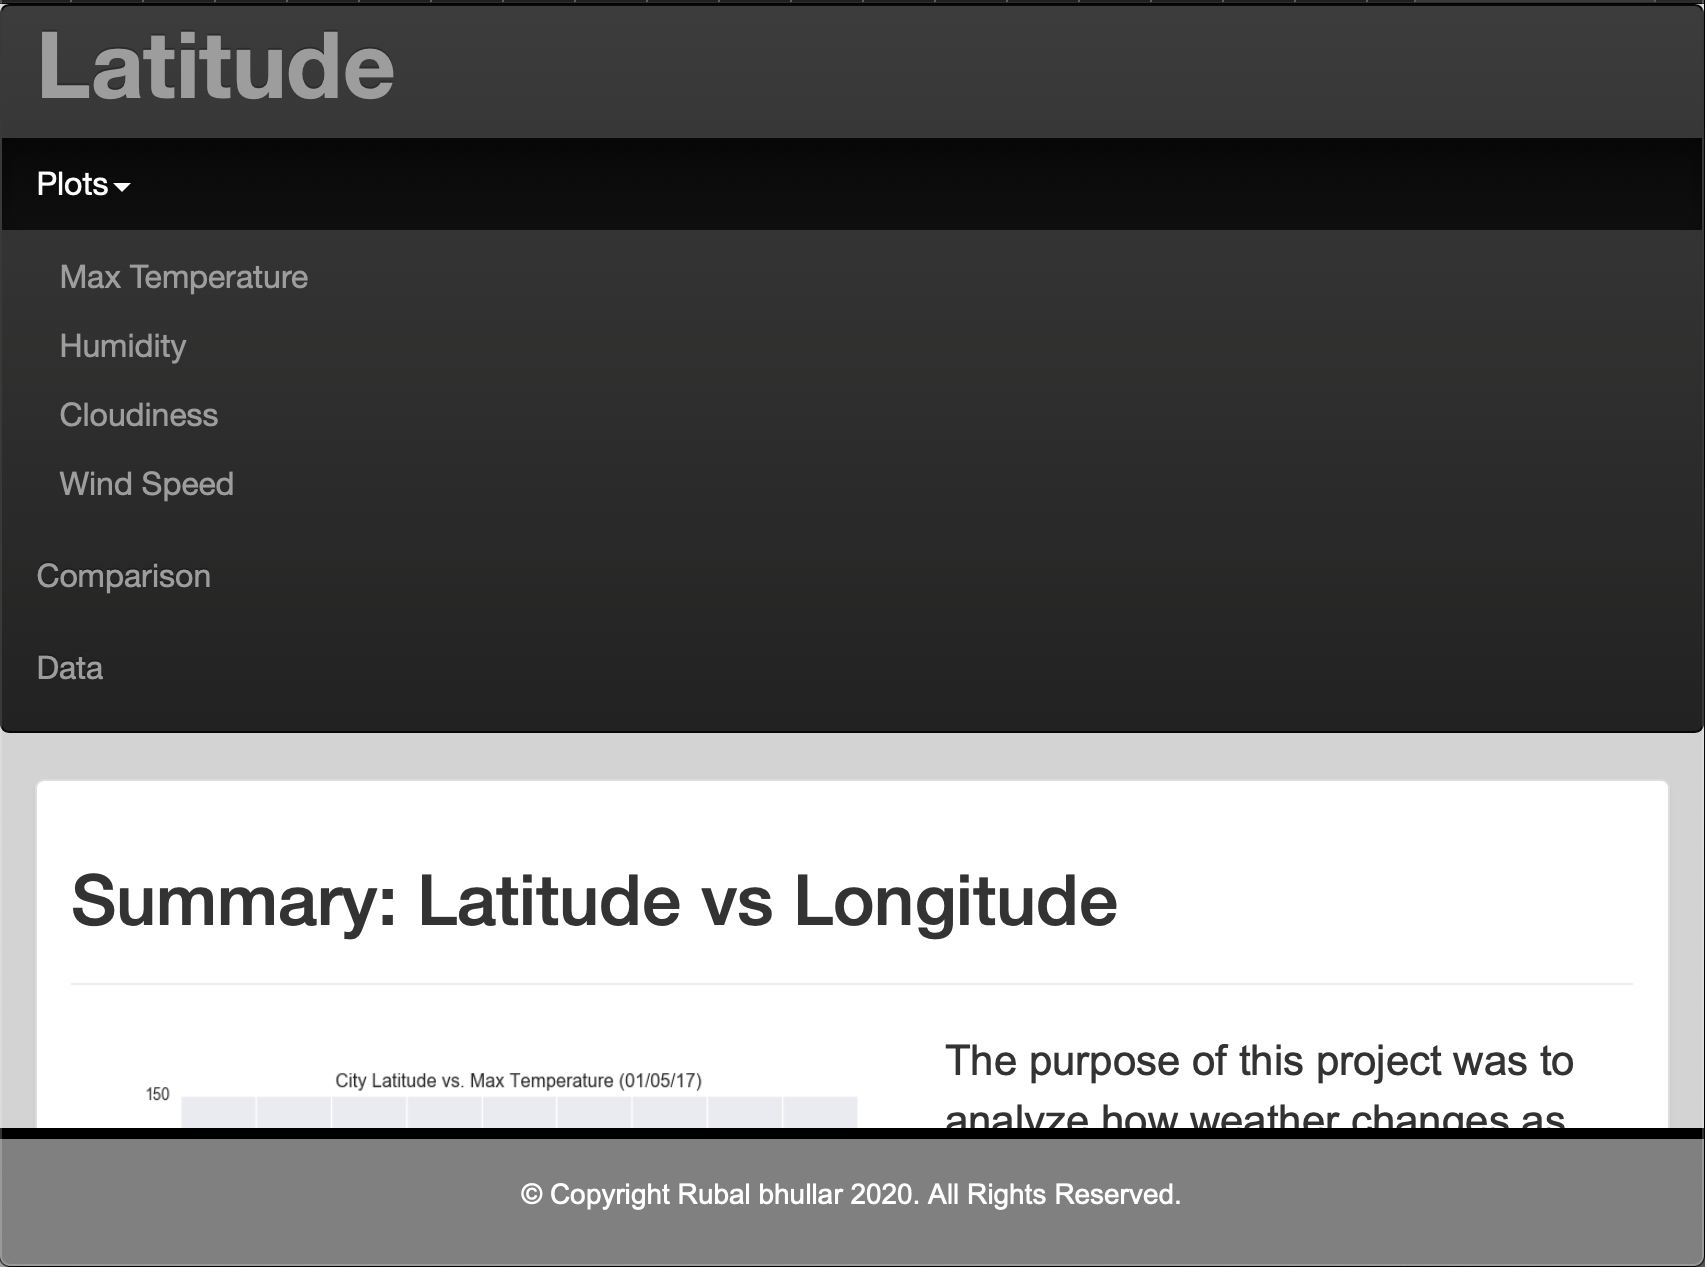 Latitude
Plots
Max Temperature
Humidity
Cloudiness
Wind Speed
Comparison
Data
Summary: Latitude vs Longitude
City Latitude vs. Max Temperature (01/05/17)
150
The purpose of this project was to
analyze how weather changes as
© Copyright Rubal bhullar 2020. All Rights Reserved.